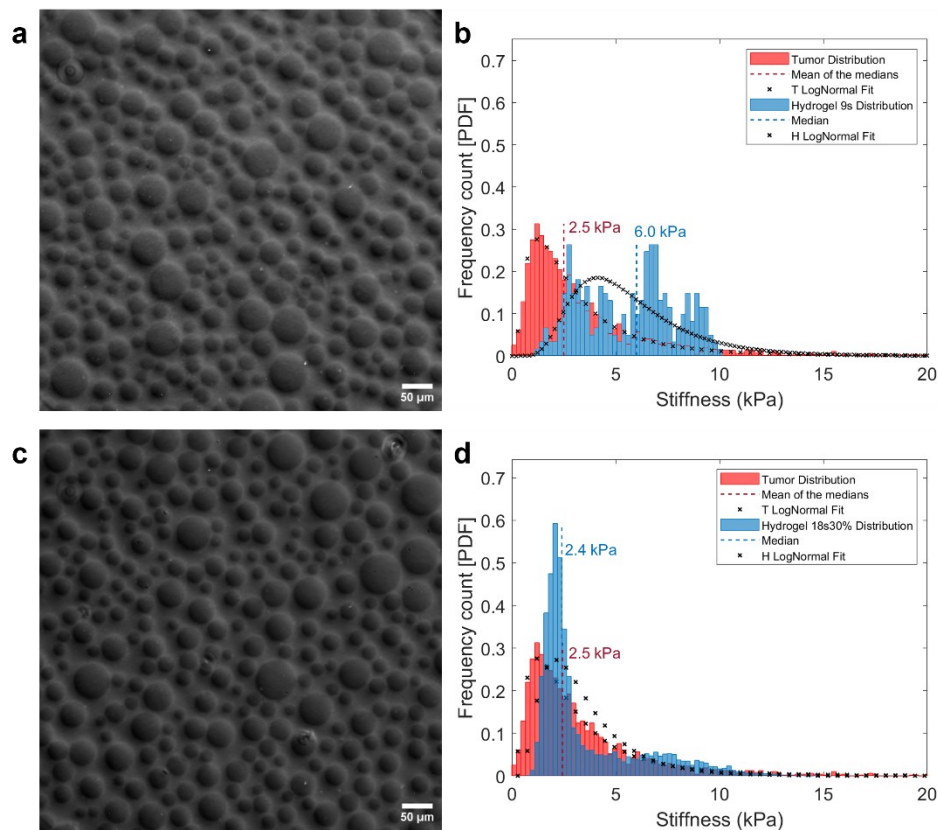 a
50 µm
b
Frequency count [PDF]
0.7
0.6
0.5
0.4
0.3
0.2
0.1
0
Tumor Distribution
Mean of the medians
T LogNormal Fit
Hydrogel 9s Distribution
Median
H LogNormal Fit
2.5 kPa
6.0 kPa
0 5 10 15 20
Stiffness (kPa)
c
50 µm
d
Frequency count [PDF]
0.7
0.6
0.5
0.4
0.3
0.2
0.1
0
Tumor Distribution
Mean of the medians
T LogNormal Fit
Hydrogel 18s30% Distribution
Median
H LogNormal Fit
2.4 kPa
2.5 kPa
0 5 10 15 20
Stiffness (kPa)